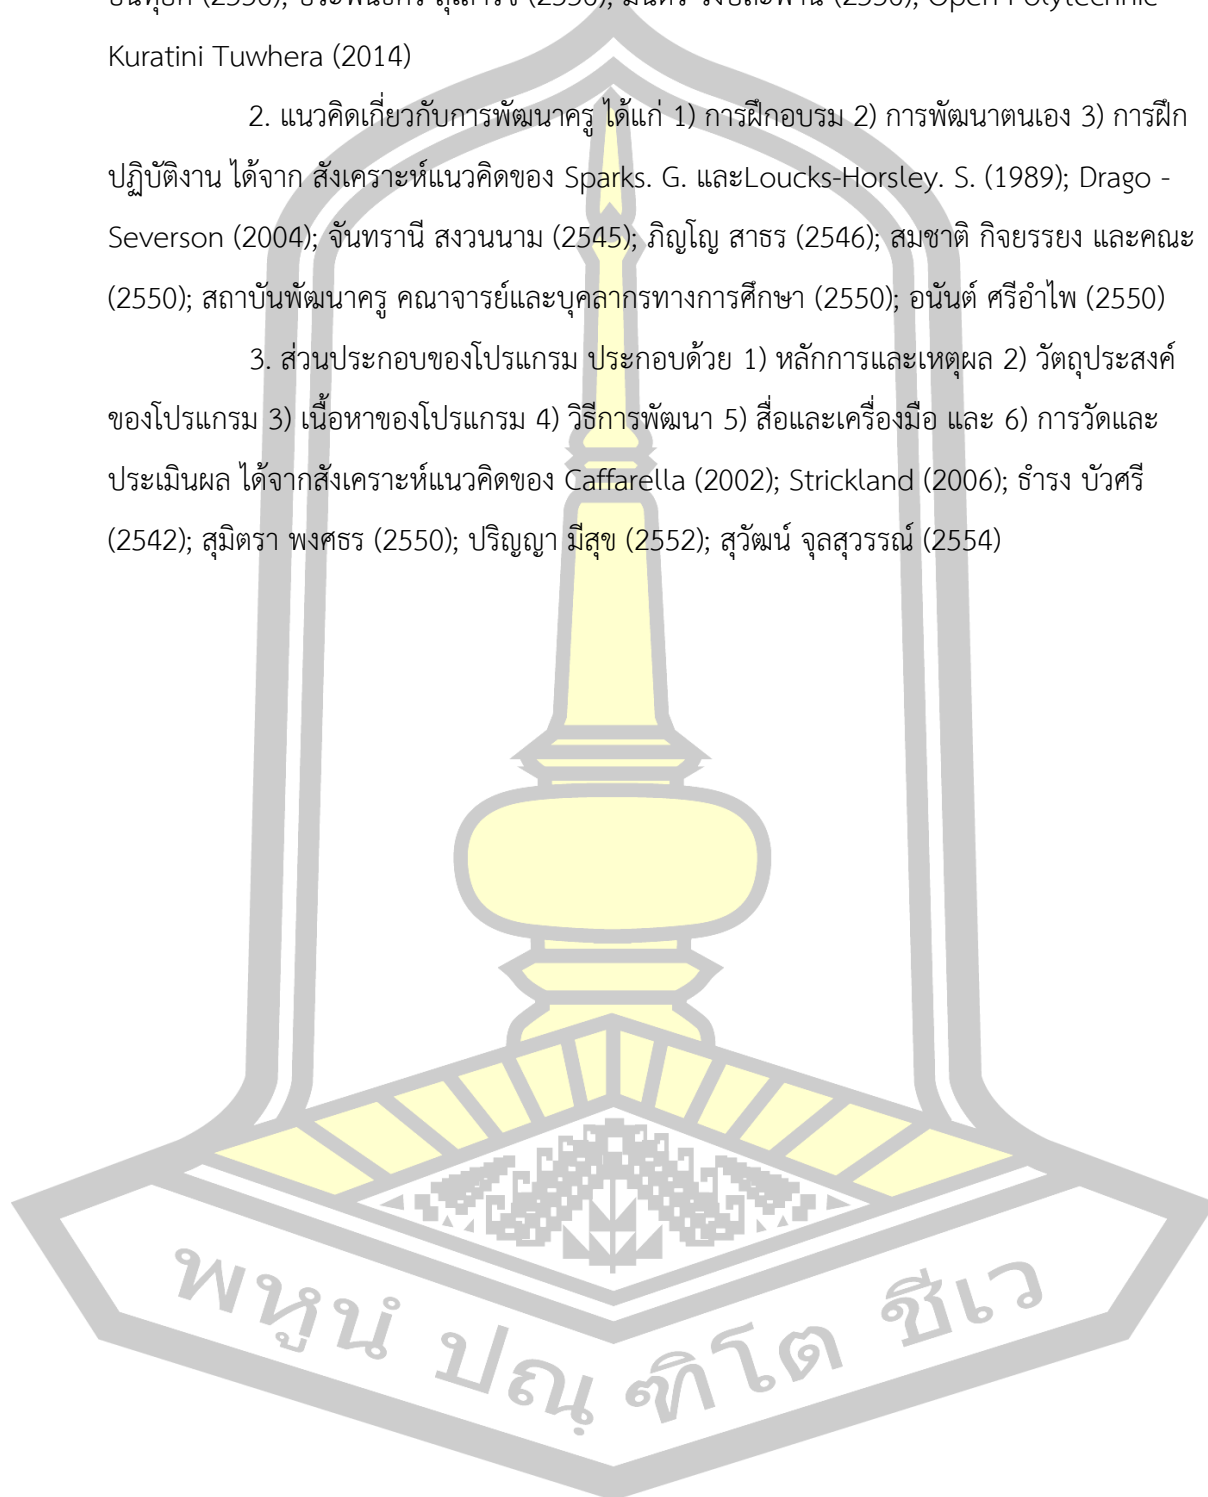 (2550); Open Polytechnic
Kuratini Tuwhera (2014)
2. แนวคิดเกี่ยวกับการพัฒนาครู ได้แก่ 1) การฝึกอบรม 2) การพัฒนาตนเอง 3) การฝึก
ปฏิบัติงาน ได้จาก สังเคราะห์แนวคิดของ Sparks. G. และLoucks-Horsley. S. (1989); Drago -
Severson (2004); จันทรานี สงวนนาม (2545); ภิญโญ สาธร (2546); สมชาติ กิจยรรยง และคณะ
(2550); สถาบันพัฒนาครู คณาจารย์และบุคลากรทางการศึกษา (2550); อนันต์ ศรีอำไพ (2550)
3. ส่วนประกอบของโปรแกรม ประกอบด้วย 1) หลักการและเหตุผล 2) วัตถุประสงค์
ของโปรแกรม 3) เนื้อหาของโปรแกรม 4) วิธีการพัฒนา 5) สื่อและเครื่องมือ และ 6) การวัดและ
ประเมินผล ได้จากสังเคราะห์แนวคิดของ Caffarella (2002); Strickland (2006); ธำรง บัวศรี
(2542); สุมิตรา พงศธร (2550); ปริญญา มีสุข (2552); สุวัฒน์ จุลสุวรรณ์ (2554)
พหูนํ ปณฺฑิโต ชีเว